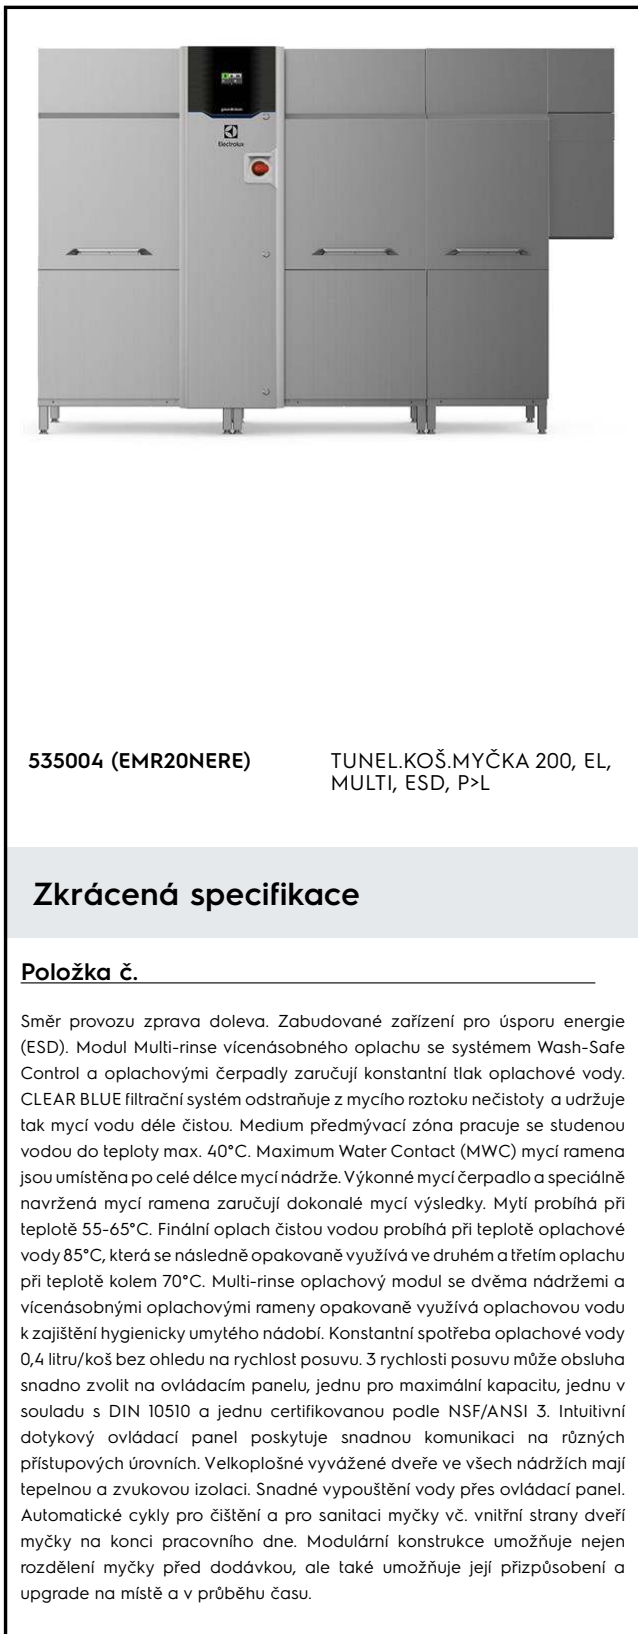 Electrolux
535004 (EMR20NERE)
TUNEL.KOŠ.MYČKA 200, EL,
MULTI, ESD, P>L
Zkrácená specifikace
Položka č.
Směr provozu zprava doleva. Zabudované zařízení pro úsporu energie
(ESD). Modul Multi-rinse vícenásobného oplachu se systémem Wash-Safe
Control a oplachovými čerpadly zaručují konstantní tlak oplachové vody.
CLEAR BLUE filtrační systém odstraňuje z mycího roztoku nečistoty a udržuje
tak mycí vodu déle čistou. Medium předmývací zóna pracuje se studenou
vodou do teploty max. 40°C. Maximum Water Contact (MWC) mycí ramena
jsou umístěna po celé délce mycí nádrže. Výkonné mycí čerpadlo a speciálně
navržená mycí ramena zaručují dokonalé mycí výsledky. Mytí probíhá při
teplotě 55-65°C. Finální oplach čistou vodou probíhá při teplotě oplachové
vody 85°C, která se následně opakovaně využívá ve druhém a třetím oplachu
při teplotě kolem 70°C. Multi-rinse oplachový modul se dvěma nádržemi a
vícenásobnými oplachovými rameny opakovaně využívá oplachovou vodu
k zajištění hygienicky umytého nádobí. Konstantní spotřeba oplachové vody
0,4 litru/koš bez ohledu na rychlost posuvu. 3 rychlosti posuvu může obsluha
snadno zvolit na ovládacím panelu, jednu pro maximální kapacitu, jednu v
souladu s DIN 10510 a jednu certifikovanou podle NSF/ANSI 3. Intuitivní
dotykový ovládací panel poskytuje snadnou komunikaci na různých
přístupových úrovních. Velkoplošné vyvážené dveře ve všech nádržích mají
tepelnou a zvukovou izolaci. Snadné vypouštění vody přes ovládací panel.
Automatické cykly pro čištění a pro sanitaci myčky vč. vnitřní strany dveří
myčky na konci pracovního dne. Modulární konstrukce umožňuje nejen
rozdělení myčky před dodávkou, ale také umožňuje její přizpůsobení a
upgrade na místě a v průběhu času.